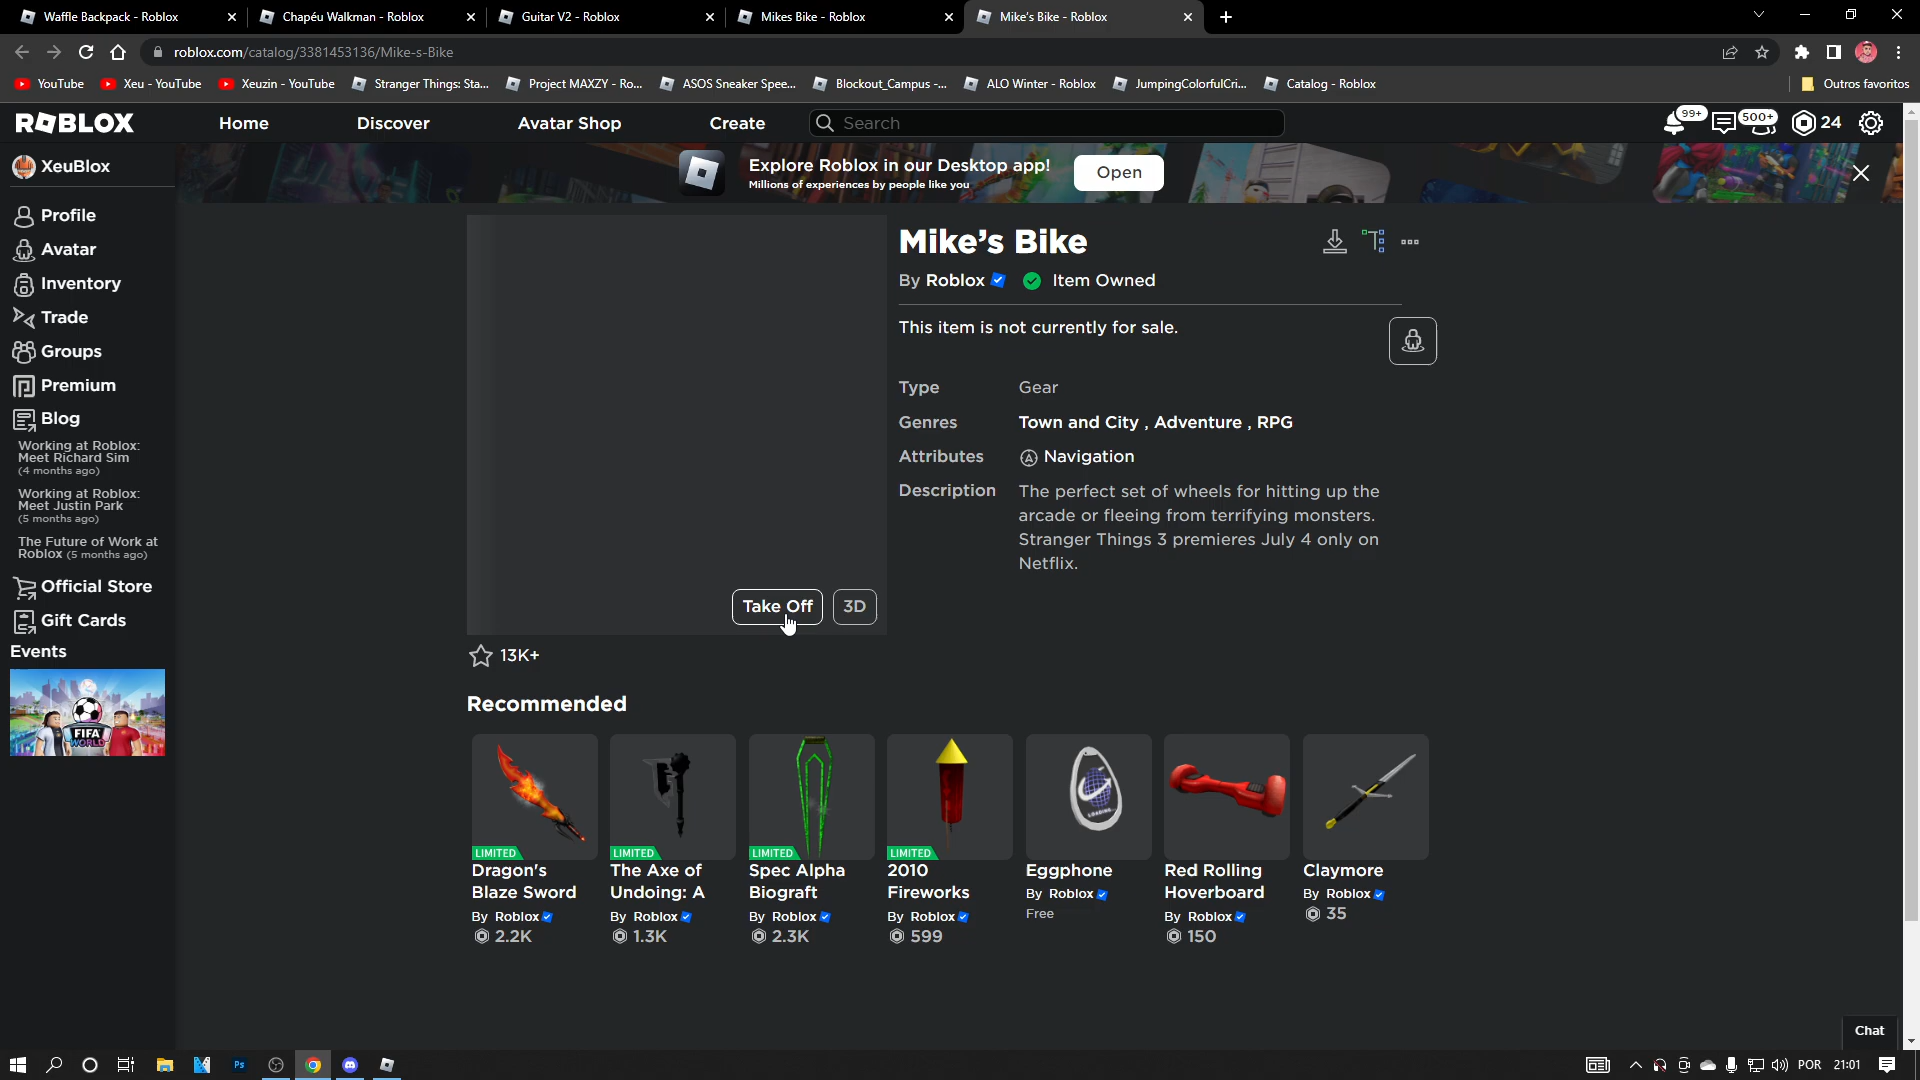 Waffle Backpack - Roblox
Chapéu Walkman - Roblox
Guitar V2 - Roblox
Mikes Bike - Roblox
Mike's Bike - Roblox
roblox.com/catalog/3381453136/Mike-s-Bike
YouTube
Xeu - YouTube
Xeuzin - YouTube
Stranger Things: Sta...
Project MAXZY - Ro...
ASOS Sneaker Spee...
Blockout_Campus -...
ALO Winter - Roblox
JumpingColorfulCri...
Catalog - Roblox
Outros favoritos
ROBLOX
Home
Discover
Avatar Shop
Create
Search
99+
500+
24
XeuBlox
Explore Roblox in our Desktop app!
Millions of experiences by people like you
Open
Profile
Avatar
Inventory
Trade
Groups
Premium
Blog
Working at Roblox:
Meet Richard Sim
(4 months ago)
Working at Roblox:
Meet Justin Park
(5 months ago)
The Future of Work at
Roblox (5 months ago)
Official Store
Gift Cards
Events
FIFA
WORLD
Mike's Bike
By Roblox
Item Owned
This item is not currently for sale.
Type Gear
Genres Town and City , Adventure , RPG
Attributes Navigation
Description The perfect set of wheels for hitting up the
arcade or fleeing from terrifying monsters.
Stranger Things 3 premieres July 4 only on
Netflix.
Take Off
3D
13K+
Recommended
LIMITED
Dragon's
Blaze Sword
By Roblox
2.2K
LIMITED
The Axe of
Undoing: A
By Roblox
1.3K
LIMITED
Spec Alpha
Biograft
By Roblox
2.3K
LIMITED
2010
Fireworks
By Roblox
599
LOADING
Eggphone
By Roblox
Free
Red Rolling
Hoverboard
By Roblox
150
Claymore
By Roblox
35
Chat
Ps
POR
21:01